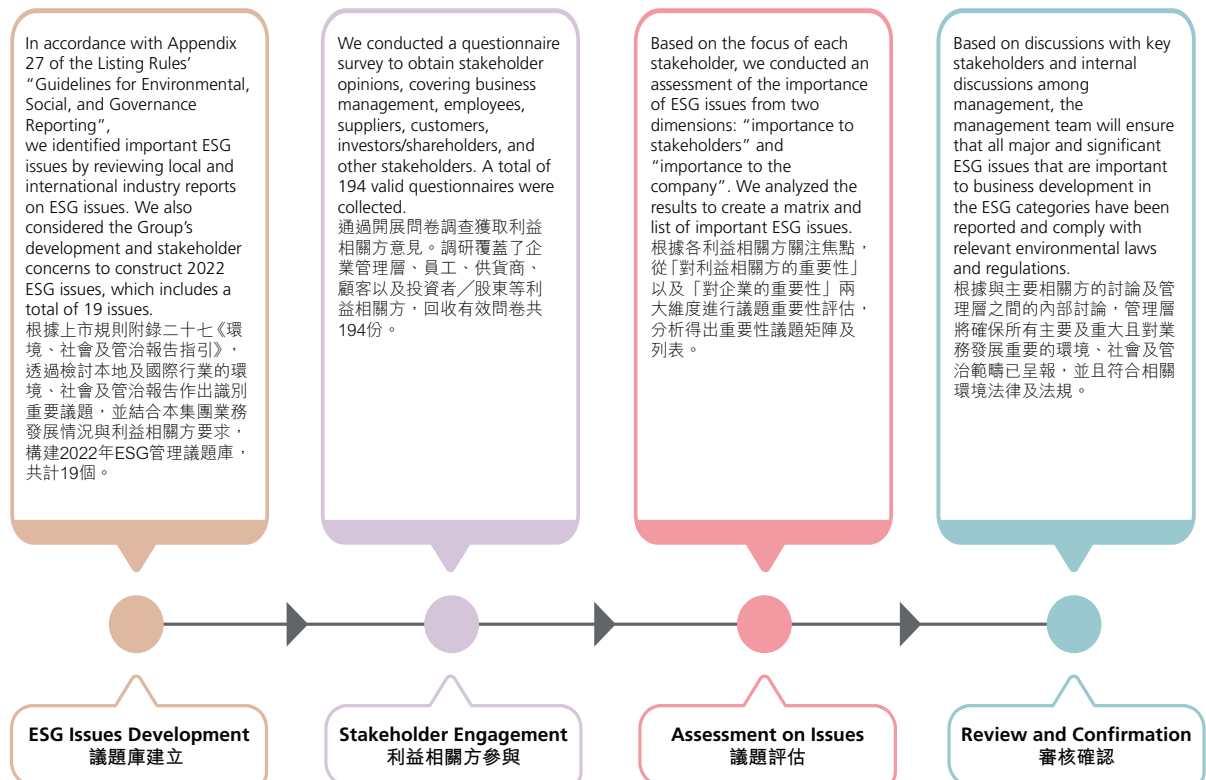 In accordance with Appendix
27 of the Listing Rules'
"Guidelines for Environmental,
Social, and Governance
Reporting",
we identified important ESG
issues by reviewing local and
international industry reports
on ESG issues. We also
considered the Group's
development and stakeholder
concerns to construct 2022
ESG issues, which includes a
total of 19 issues.
根據上市規則附錄二十七《環
境、社會及管治報告指引》，
透過檢討本地及國際行業的環
境、社會及管治報告作出識別
重要議題，並結合本集團業務
發展情況與利益相關方要求，
構建2022年ESG管理議題庫，
共計19個。
We conducted a questionnaire
survey to obtain stakeholder
opinions, covering business
management, employees,
suppliers, customers,
investors/shareholders, and
other stakeholders. A total of
194 valid questionnaires were
collected.
通過開展問卷調查獲取利益
相關方意見。調研覆蓋了企
業管理層、員工、供貨商、
顧客以及投資者╱股東等利
益相關方，回收有效問卷共
194份。
Based on the focus of each
stakeholder, we conducted an
assessment of the importance
of ESG issues from two
dimensions: "importance to
stakeholders" and
"importance to the
company". We analyzed the
results to create a matrix and
list of important ESG issues.
根據各利益相關方關注焦點，
從「對利益相關方的重要性」
以及「對企業的重要性」兩
大維度進行議題重要性評估，
分析得出重要性議題矩陣及
列表。
Based on discussions with key
stakeholders and internal
discussions among
management, the
management team will ensure
that all major and significant
ESG issues that are important
to business development in
the ESG categories have been
reported and comply with
relevant environmental laws
and regulations.
根據與主要相關方的討論及管
理層之間的內部討論，管理層
將確保所有主要及重大且對業
務發展重要的環境、社會及管
治範疇已呈報，並且符合相關
環境法律及法規。
ESG Issues Development
議題庫建立
Stakeholder Engagement
利益相關方參與
Assessment on Issues
議題評估
Review and Confirmation
審核確認